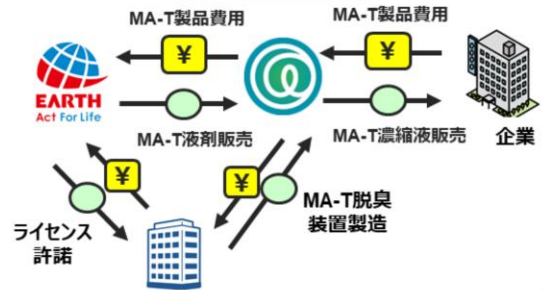 MA-T製品費用
MA-T製品費用
¥
¥
EARTH
Act For Life
MA-T液剤販売
MA-T濃縮液販売
企業
¥
¥
MA-T脱臭
装置製造
ライセンス
許諾